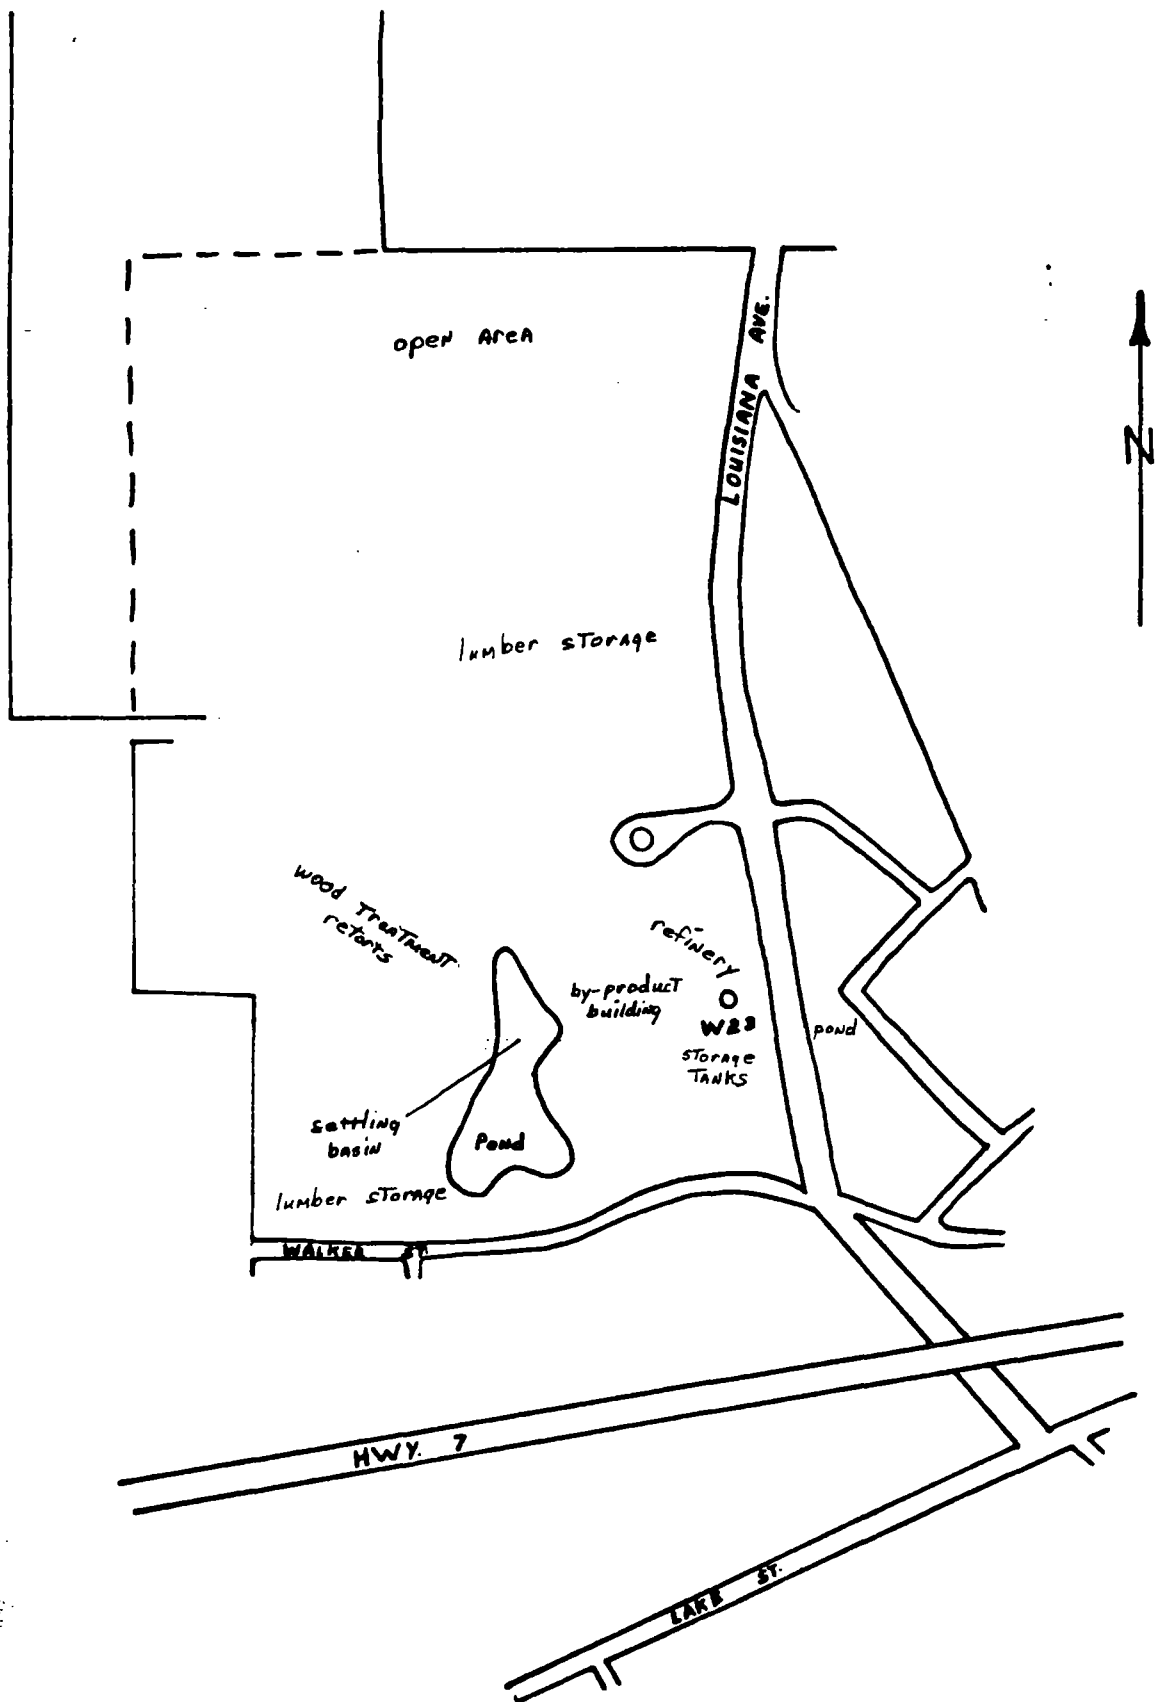 open Area
LOUISIANA AVE.
N
lumber storage
wood Treatment
retorts
refinery
by-product
building
W23
pond
storage
TANKS
settling
basin
Pond
lumber storage
WALKER ST.
HWY. 7
LAKE ST.